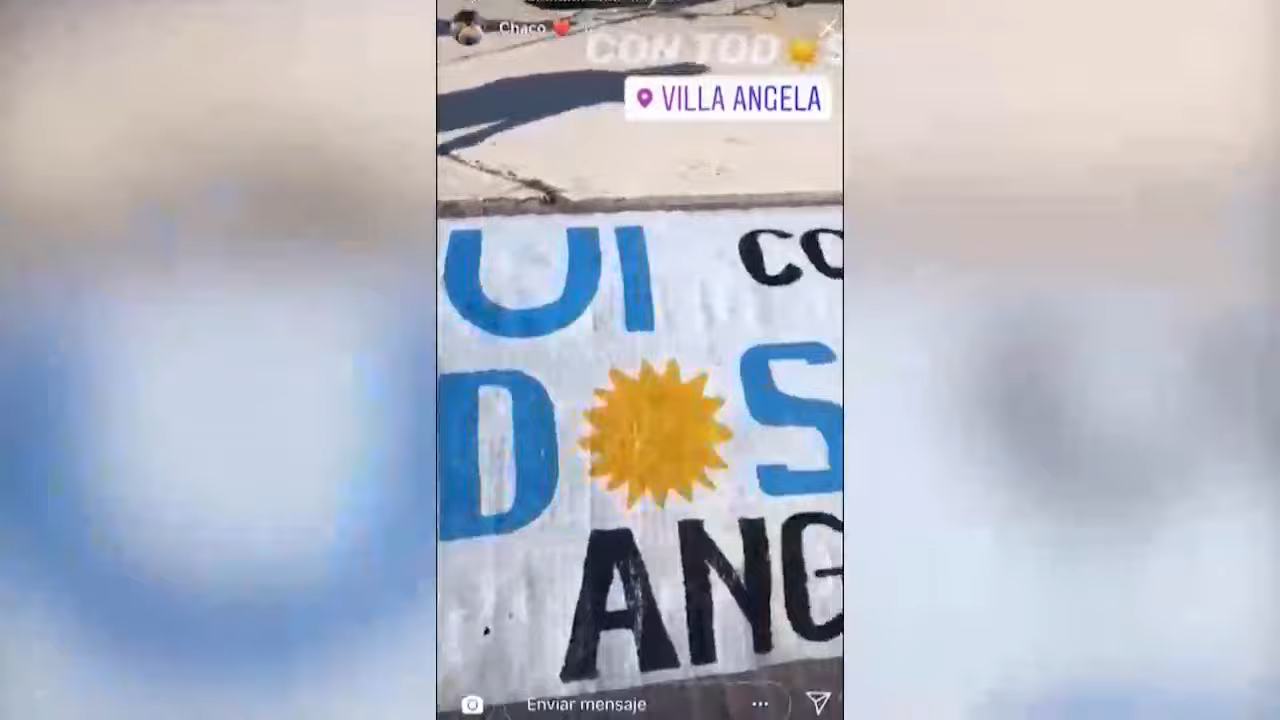 Chaco ❤️
CON TOD☀️S
VILLA ANGELA
UI CO
D☀S
ANG
Enviar mensaje